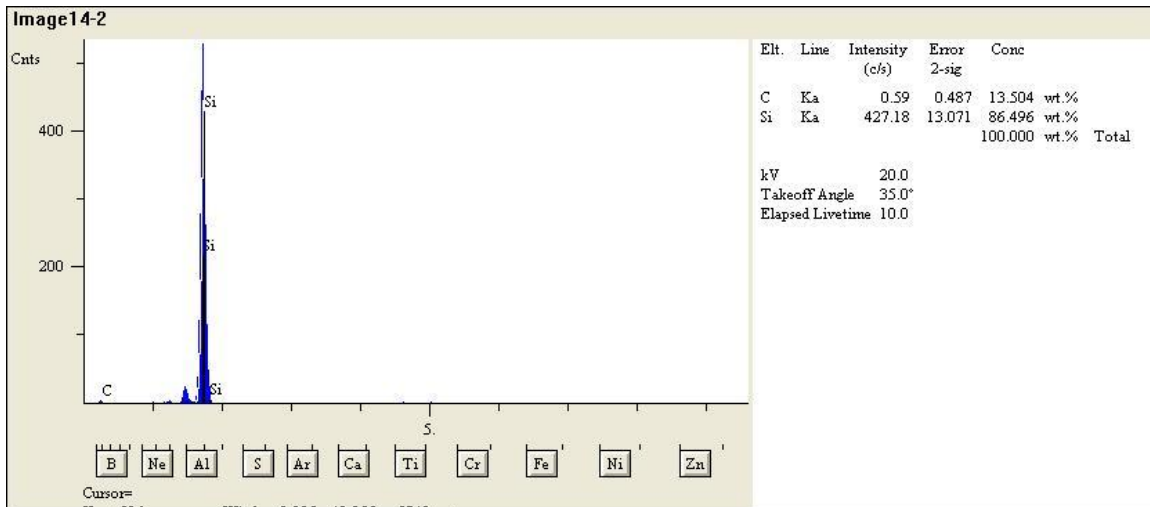 Image14-2
Cnts
400
200
Si
Si
Si
C
5.
B Ne Al S Ar Ca Ti Cr Fe Ni Zn
Cursor=
Elt. Line Intensity Error Conc
(c/s) 2-sig
C Ka 0.59 0.487 13.504 wt.%
Si Ka 427.18 13.071 86.496 wt.%
100.000 wt.% Total
kV 20.0
Takeoff Angle 35.0°
Elapsed Livetime 10.0